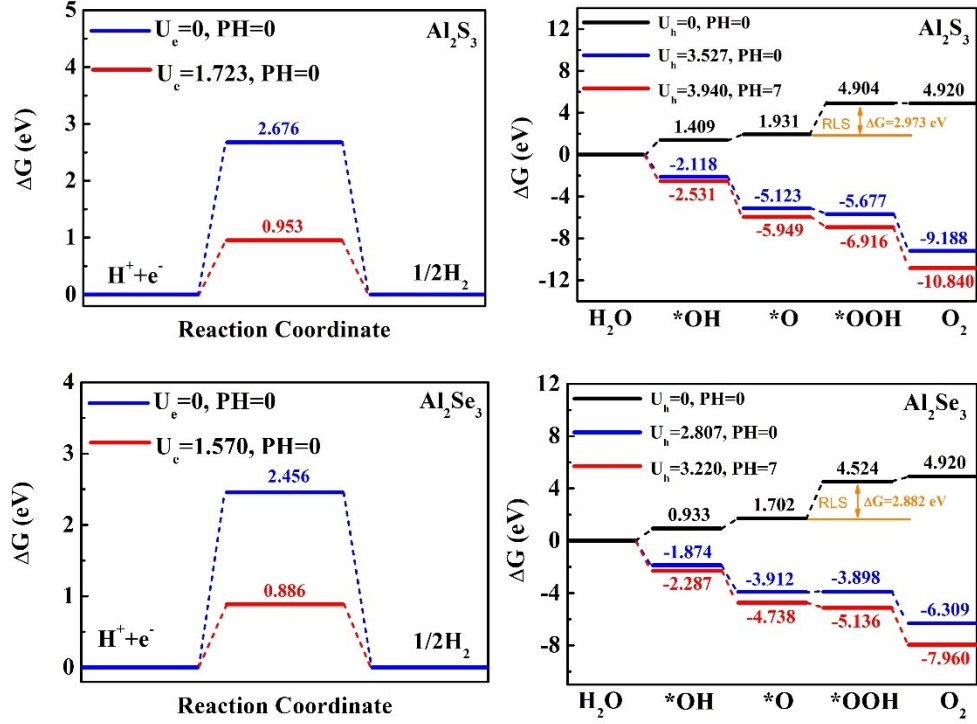 5
4
3
2
1
0
ΔG (eV)
U_e=0, PH=0
Al₂S₃
U_c=1.723, PH=0
2.676
0.953
H⁺+e⁻
1/2H₂
Reaction Coordinate
12
8
4
0
-4
-8
-12
ΔG (eV)
U_h=0, PH=0
Al₂S₃
U_h=3.527, PH=0
U_h=3.940, PH=7
4.904
4.920
1.409
1.931
RLS
ΔG=2.973 eV
-2.118
-2.531
-5.123
-5.677
-5.949
-6.916
-9.188
-10.840
H₂O
*OH
*O
*OOH
O₂
4
3
2
1
0
ΔG (eV)
U_e=0, PH=0
Al₂Se₃
U_c=1.570, PH=0
2.456
0.886
H⁺+e⁻
1/2H₂
Reaction Coordinate
12
8
4
0
-4
-8
ΔG (eV)
U_h=0, PH=0
Al₂Se₃
U_h=2.807, PH=0
U_h=3.220, PH=7
4.524
4.920
0.933
1.702
RLS
ΔG=2.882 eV
-1.874
-2.287
-3.912
-3.898
-4.738
-5.136
-6.309
-7.960
H₂O
*OH
*O
*OOH
O₂